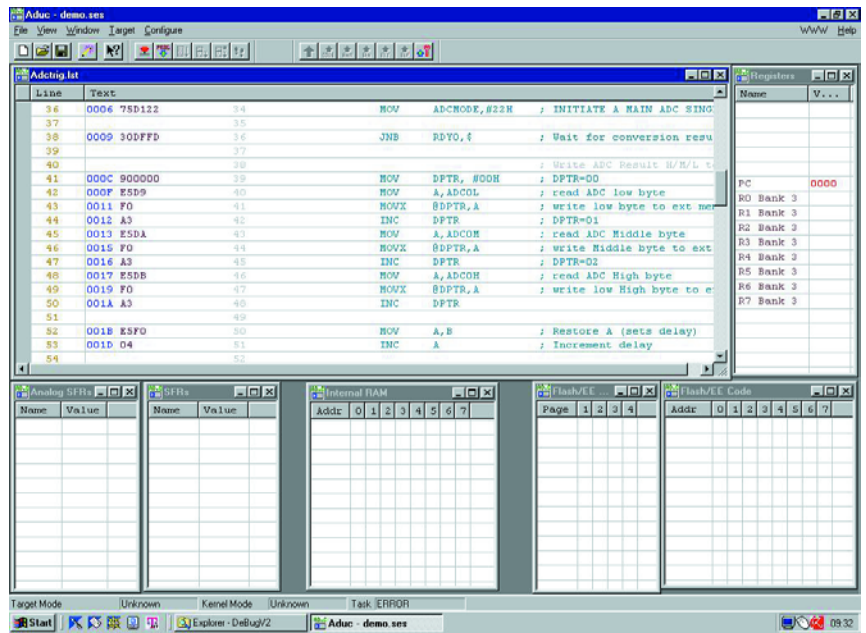 Aduc - demo.ses
File View Window Target Configure WWW Help
Adctrig.lst
Line Text
36 0006 75D122 34 MOV ADCMODE,#22H ; INITIATE A MAIN ADC SING
37 35
38 0009 30DFFD 36 JNB RDY0,$ ; Wait for conversion resu
39 37
40 38 ; Write ADC Result H/M/L t
41 000C 900000 39 MOV DPTR, #00H ; DPTR=00
42 000F E5D9 40 MOV A,ADC0L ; read ADC low byte
43 0011 F0 41 MOVX @DPTR,A ; write low byte to ext mem
44 0012 A3 42 INC DPTR ; DPTR=01
45 0013 E5DA 43 MOV A,ADC0M ; read ADC Middle byte
46 0015 F0 44 MOVX @DPTR,A ; write Middle byte to ext
47 0016 A3 45 INC DPTR ; DPTR=02
48 0017 E5DB 46 MOV A,ADC0H ; read ADC High byte
49 0019 F0 47 MOVX @DPTR,A ; write low High byte to e
50 001A A3 48 INC DPTR
51 49
52 001B E5F0 50 MOV A,B ; Restore A (sets delay)
53 001D 04 51 INC A ; Increment delay
54 52
Registers
Name V...
PC 0000
R0 Bank 3
R1 Bank 3
R2 Bank 3
R3 Bank 3
R4 Bank 3
R5 Bank 3
R6 Bank 3
R7 Bank 3
Analog SFRs
Name Value
SFRs
Name Value
Internal RAM
Addr 0 1 2 3 4 5 6 7
Flash/EE ...
Page 1 2 3 4
Flash/EE Code
Addr 0 1 2 3 4 5 6 7
Target Mode Unknown Kernel Mode Unknown Task ERROR
Start Explorer - DeBugV2 Aduc - demo.ses 09:32